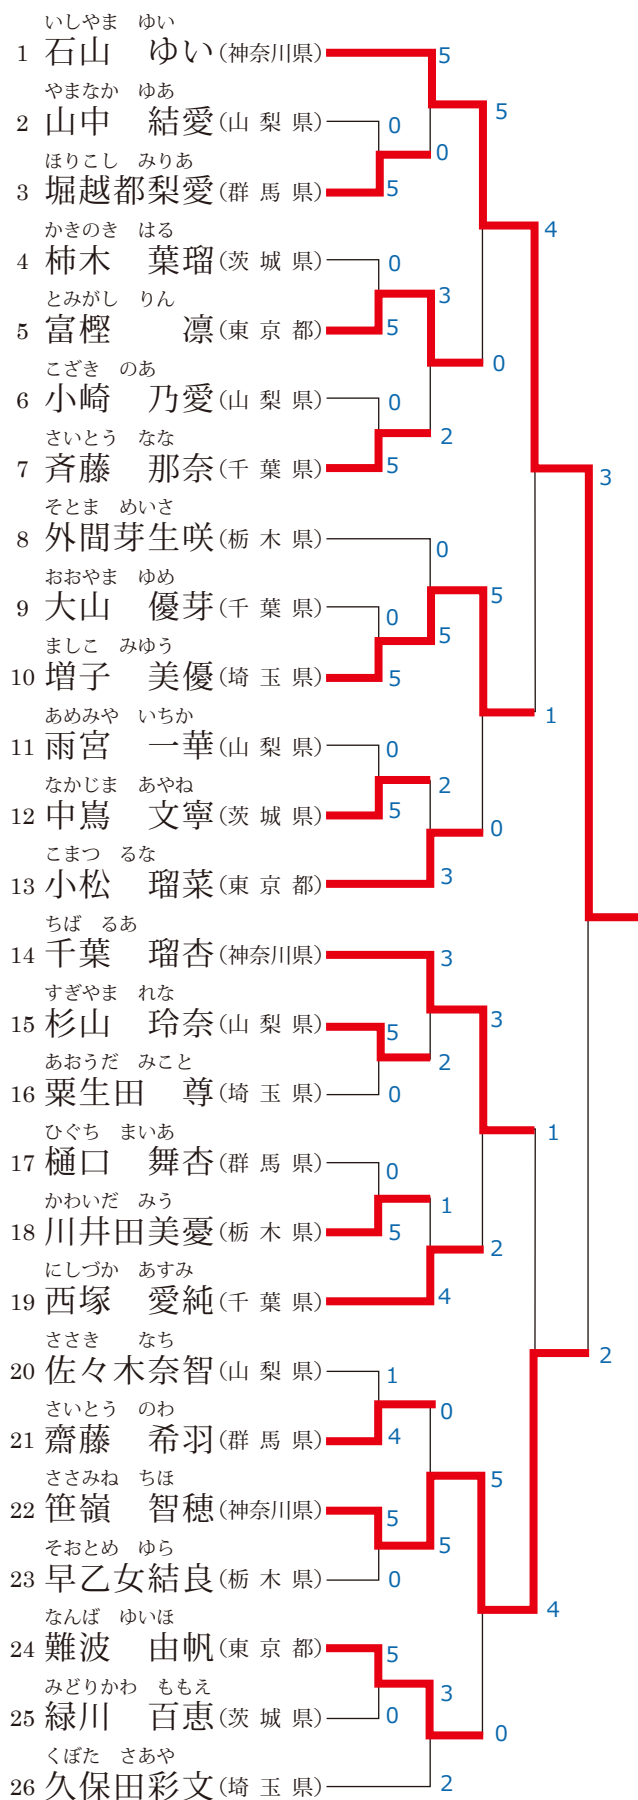 いしやま ゆい
1 石山 ゆい(神奈川県) 5
やまなか ゆあ
5
2 山中 結愛(山梨県) 0
0
ほりこし みりあ
3 堀越都梨愛(群馬県) 5
かきのき はる
4
4 柿木 葉瑠(茨城県) 0
とみがし りん
3
5 富樫 凛(東京都) 5
0
こざき のあ
6 小崎 乃愛(山梨県) 0
2
さいとう なな
7 斉藤 那奈(千葉県) 5
3
そとま めいさ
8 外間芽生咲(栃木県) 0
おおやま ゆめ
5
9 大山 優芽(千葉県) 0
5
ましこ みゆう
10 増子 美優(埼玉県) 5
あめみや いちか
1
11 雨宮 一華(山梨県) 0
なかじま あやね
2
12 中嶌 文寧(茨城県) 5
0
こまつ るな
13 小松 瑠菜(東京都) 3
ちば るあ
14 千葉 瑠杏(神奈川県) 3
すぎやま れな
3
15 杉山 玲奈(山梨県) 5
2
あおうだ みこと
16 粟生田 尊(埼玉県) 0
ひぐち まいあ
1
17 樋口 舞杏(群馬県) 0
かわいだ みう
1
18 川井田美憂(栃木県) 5
2
にしづか あすみ
19 西塚 愛純(千葉県) 4
ささき なち
2
20 佐々木奈智(山梨県) 1
さいとう のわ
0
21 齋藤 希羽(群馬県) 4
ささみね ちほ
5
22 笹嶺 智穂(神奈川県) 5
5
そおとめ ゆら
23 早乙女結良(栃木県) 0
4
なんば ゆいほ
24 難波 由帆(東京都) 5
みどりかわ ももえ
3
25 緑川 百恵(茨城県) 0
0
くぼた さあや
26 久保田彩文(埼玉県) 2